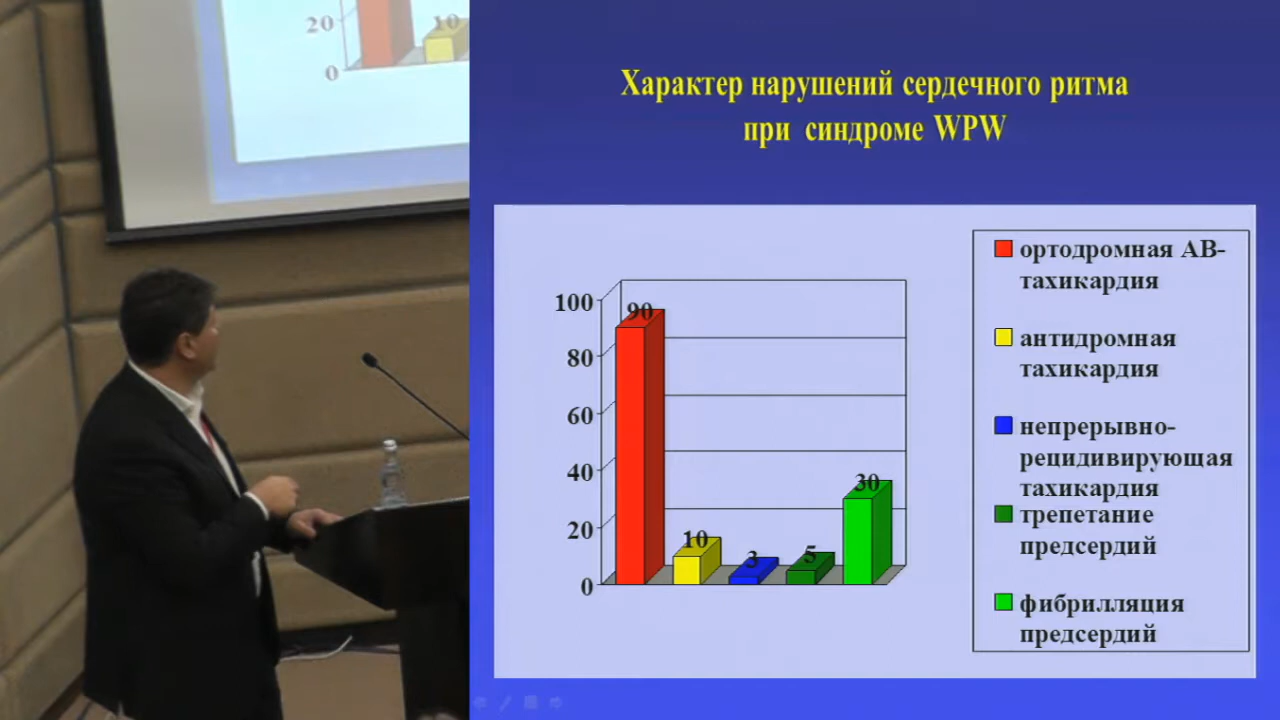 20
10
0
Характер нарушений сердечного ритма
при синдроме WPW
100
80
60
40
20
0
90
10
3
5
30
ортодромная АВ-
тахикардия
антидромная
тахикардия
непрерывно-
рецидивирующая
тахикардия
трепетание
предсердий
фибрилляция
предсердий